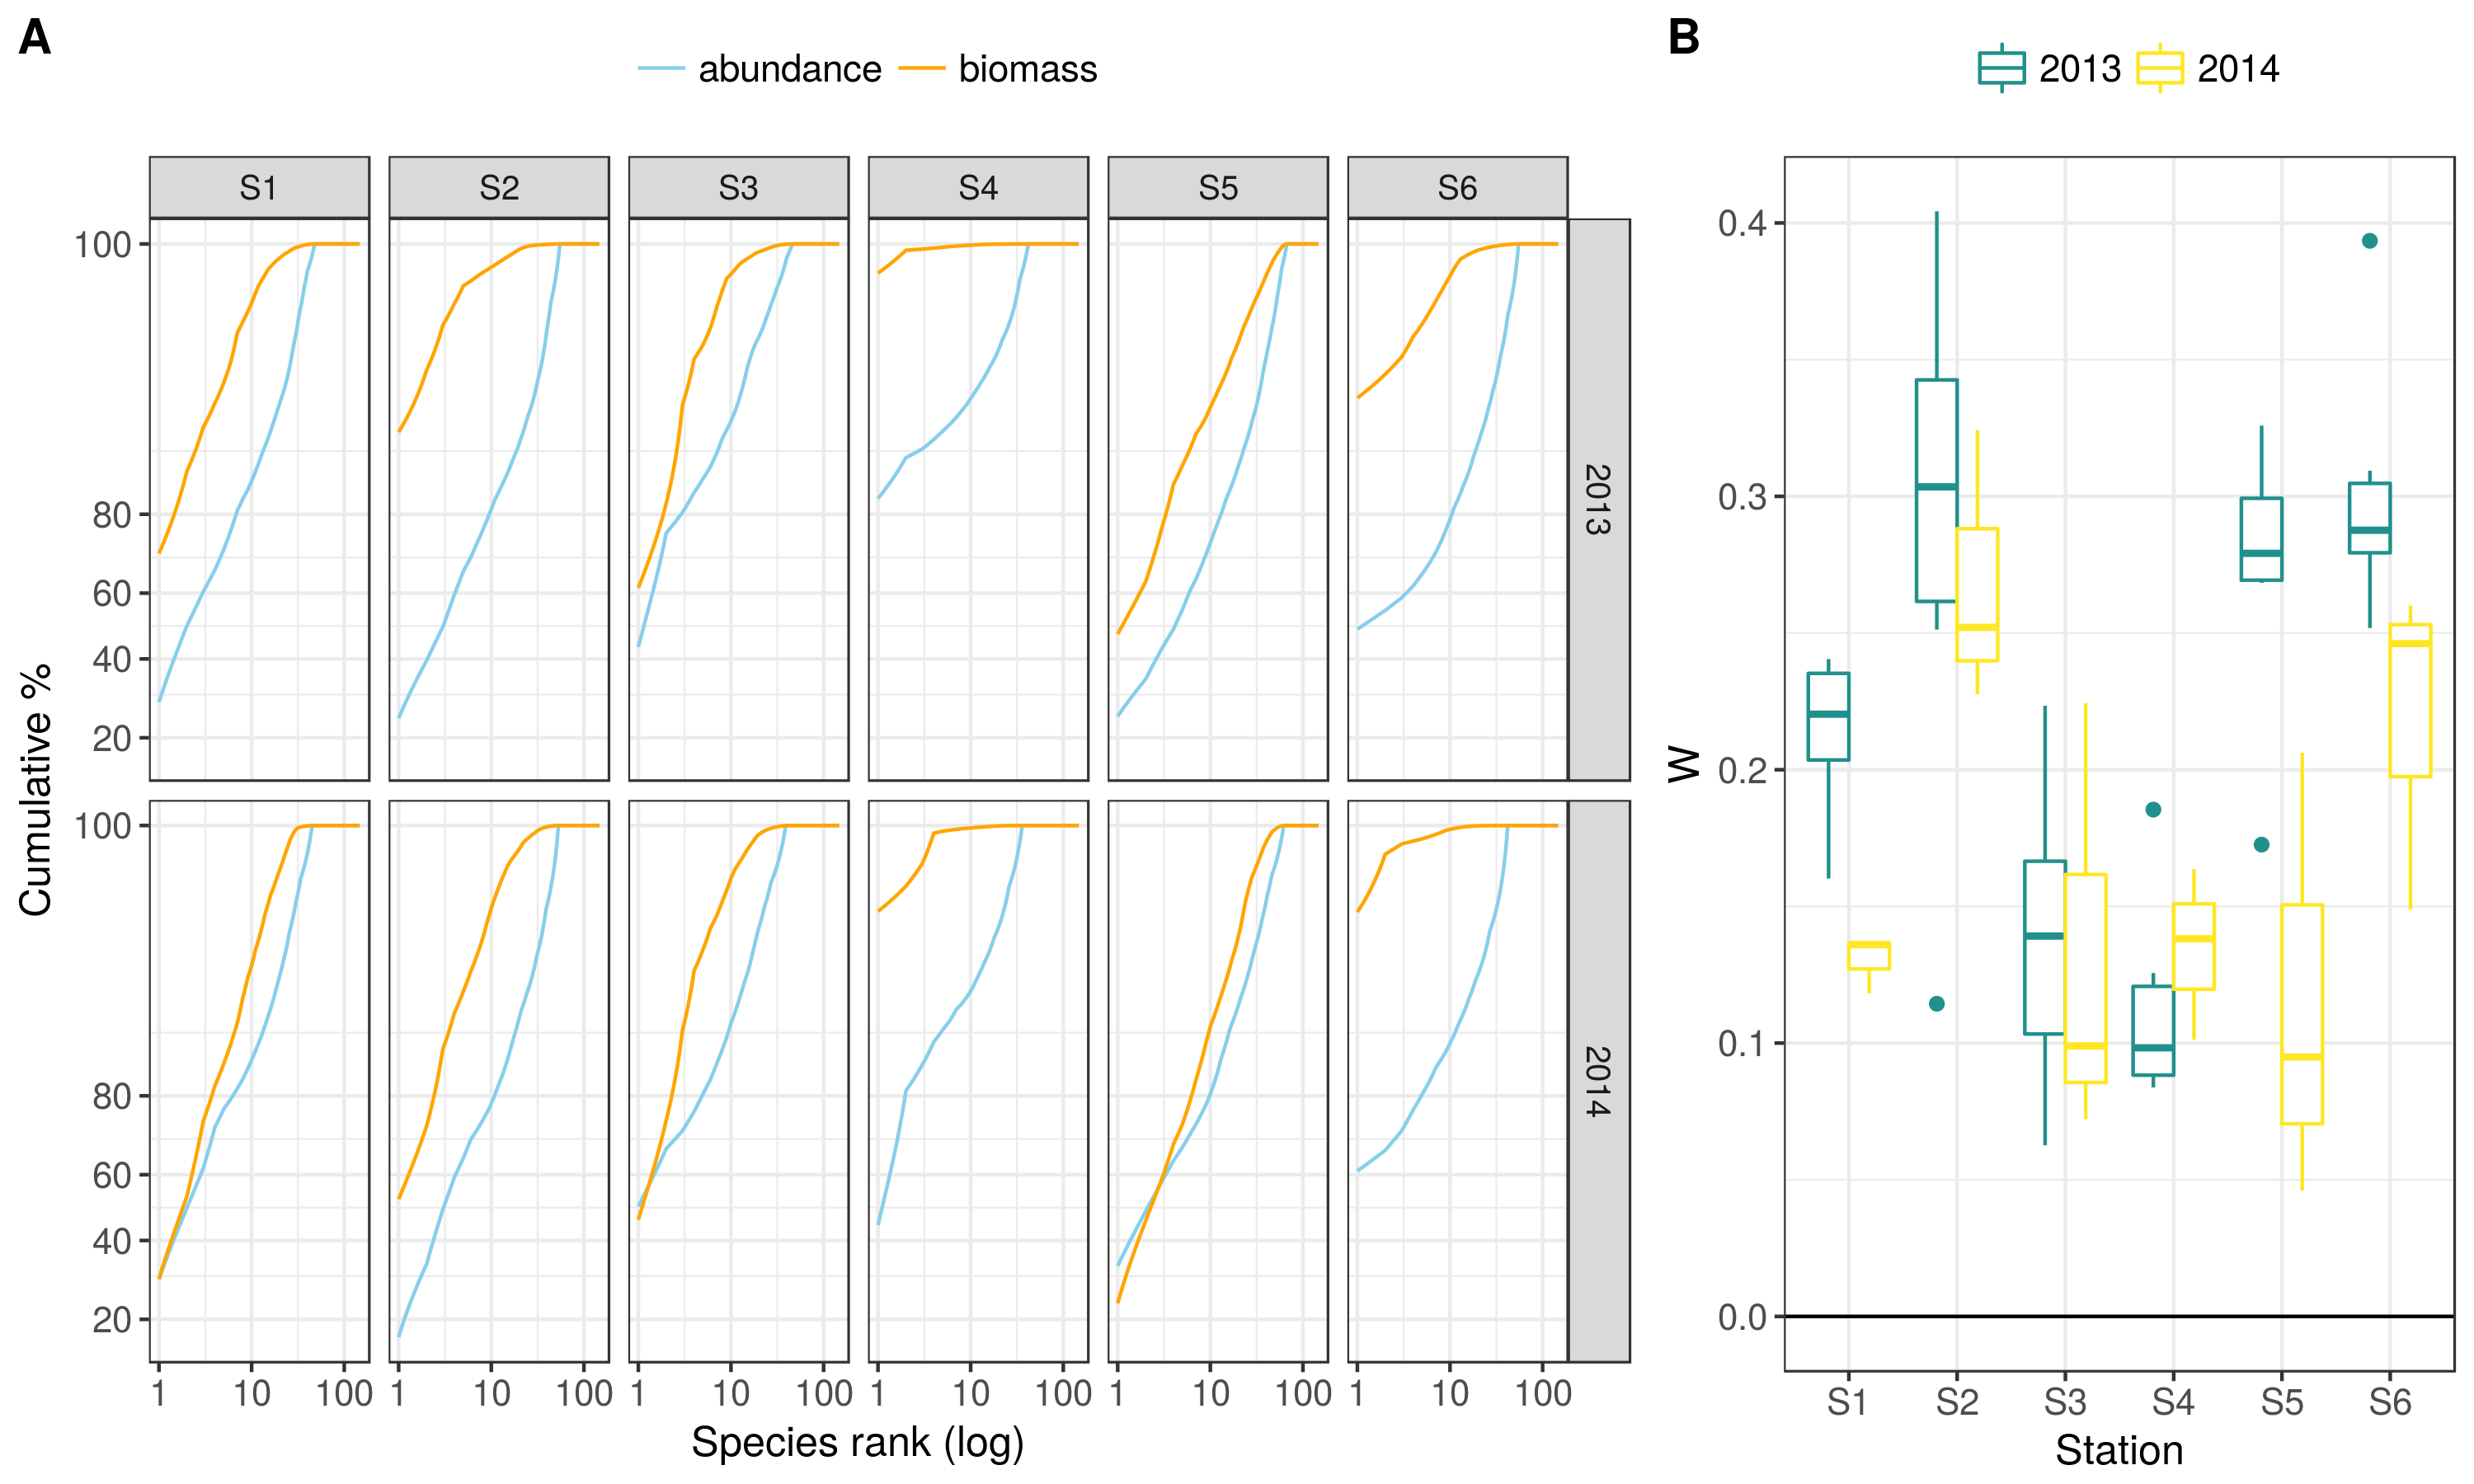 A
abundance biomass
S1 S2 S3 S4 S5 S6
100
80
60
40
20
2013
100
80
60
40
20
2014
Cumulative %
1 10 100 1 10 100 1 10 100 1 10 100 1 10 100 1 10 100
Species rank (log)
B
2013 2014
0.4
0.3
0.2
0.1
0.0
W
S1 S2 S3 S4 S5 S6
Station